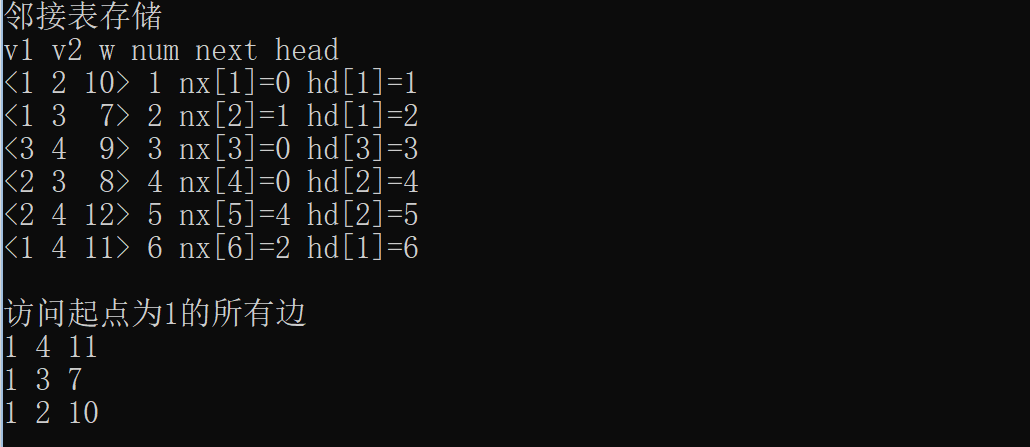 邻接表存储
v1 v2 w num next head
<1 2 10> 1 nx[1]=0 hd[1]=1
<1 3  7> 2 nx[2]=1 hd[1]=2
<3 4  9> 3 nx[3]=0 hd[3]=3
<2 3  8> 4 nx[4]=0 hd[2]=4
<2 4 12> 5 nx[5]=4 hd[2]=5
<1 4 11> 6 nx[6]=2 hd[1]=6
访问起点为1的所有边
1 4 11
1 3 7
1 2 10